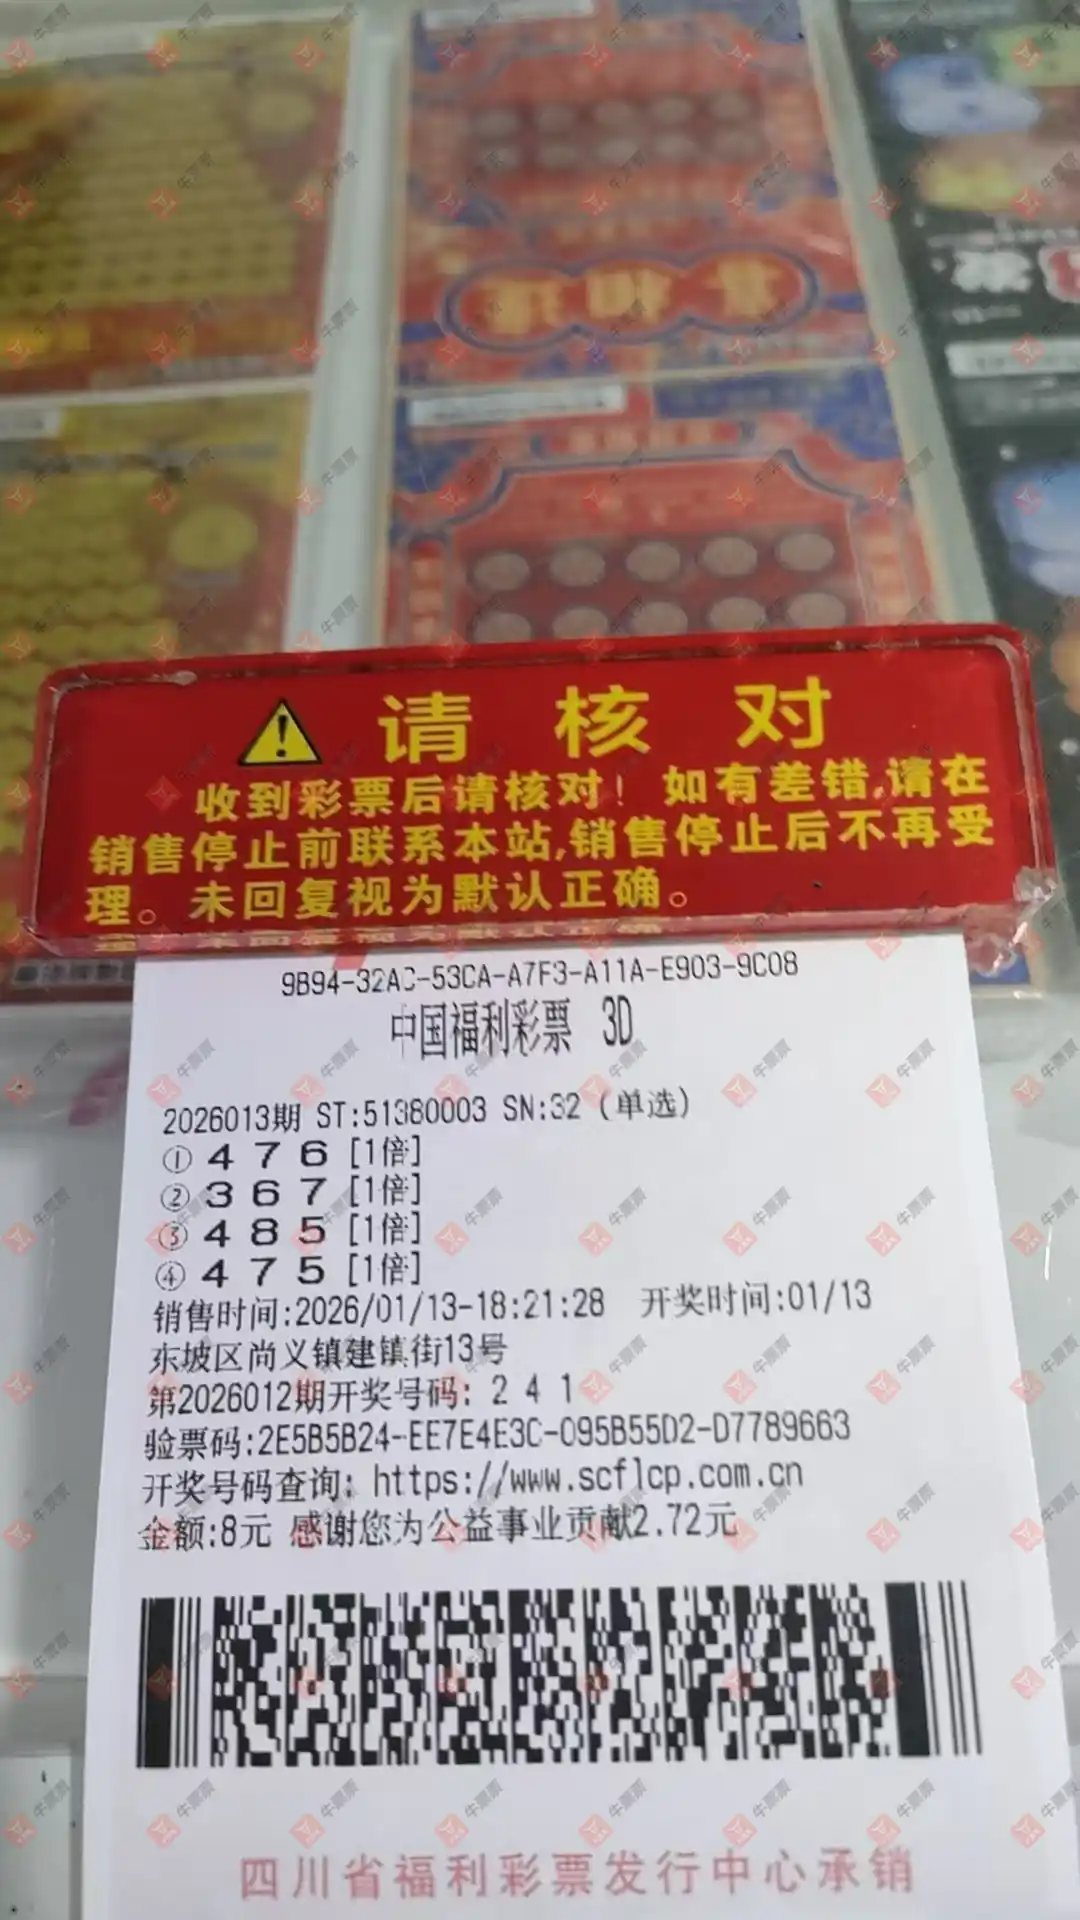 请核对
收到彩票后请核对！如有差错,请在
销售停止前联系本站,销售停止后不再受
理。未回复视为默认正确。
9B94-32AC-53CA-A7F3-A11A-E903-9C08
中国福利彩票 3D
2026013期 ST:51380003 SN:32 (单选)
① 4 7 6 [1倍]
② 3 6 7 [1倍]
③ 4 8 5 [1倍]
④ 4 7 5 [1倍]
销售时间:2026/01/13-18:21:28 开奖时间:01/13
东坡区尚义镇建镇街13号
第2026012期开奖号码: 2 4 1
验票码:2E5B5B24-EE7E4E3C-095B55D2-D7789663
开奖号码查询: https://www.scflcp.com.cn
金额:8元 感谢您为公益事业贡献2.72元
四川省福利彩票发行中心承销
牛票票